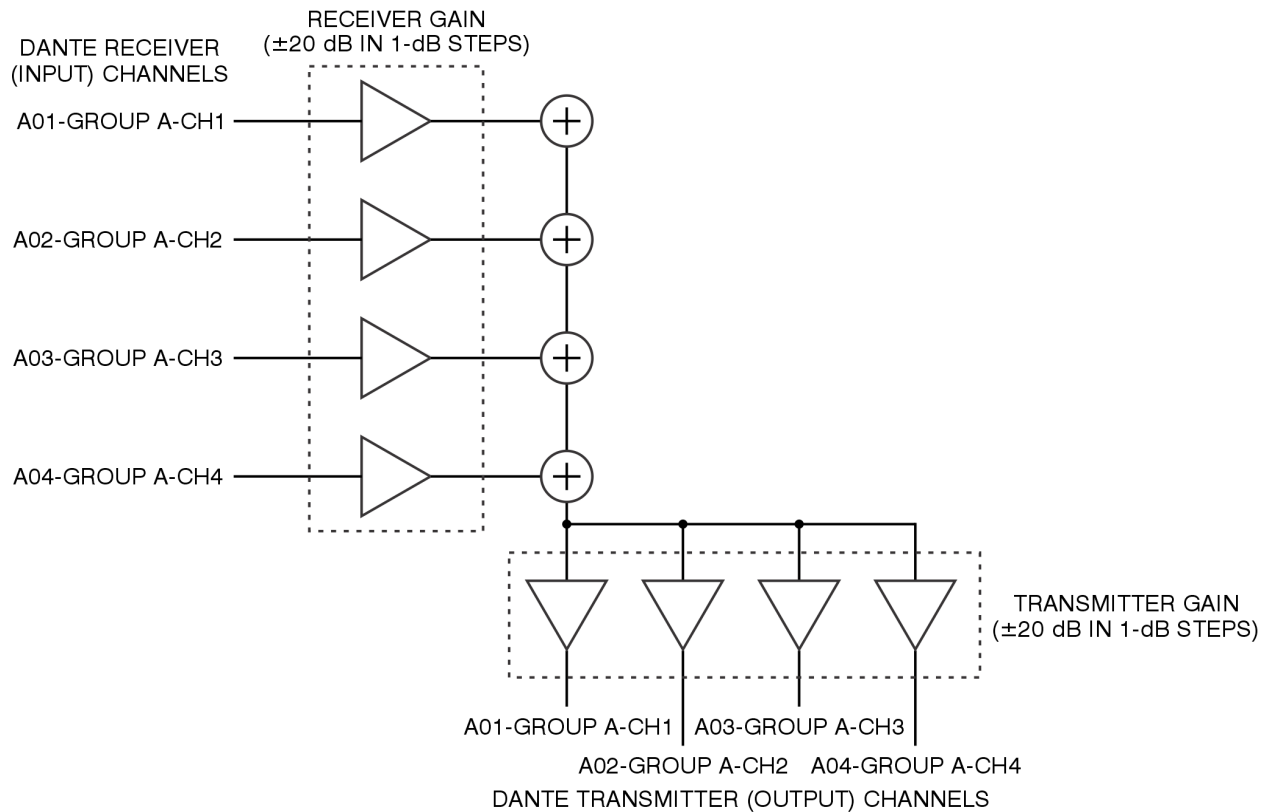 RECEIVER GAIN
(±20 dB IN 1-dB STEPS)
DANTE RECEIVER
(INPUT) CHANNELS
A01-GROUP A-CH1
A02-GROUP A-CH2
A03-GROUP A-CH3
A04-GROUP A-CH4
TRANSMITTER GAIN
(±20 dB IN 1-dB STEPS)
A01-GROUP A-CH1
A03-GROUP A-CH3
A02-GROUP A-CH2
A04-GROUP A-CH4
DANTE TRANSMITTER (OUTPUT) CHANNELS